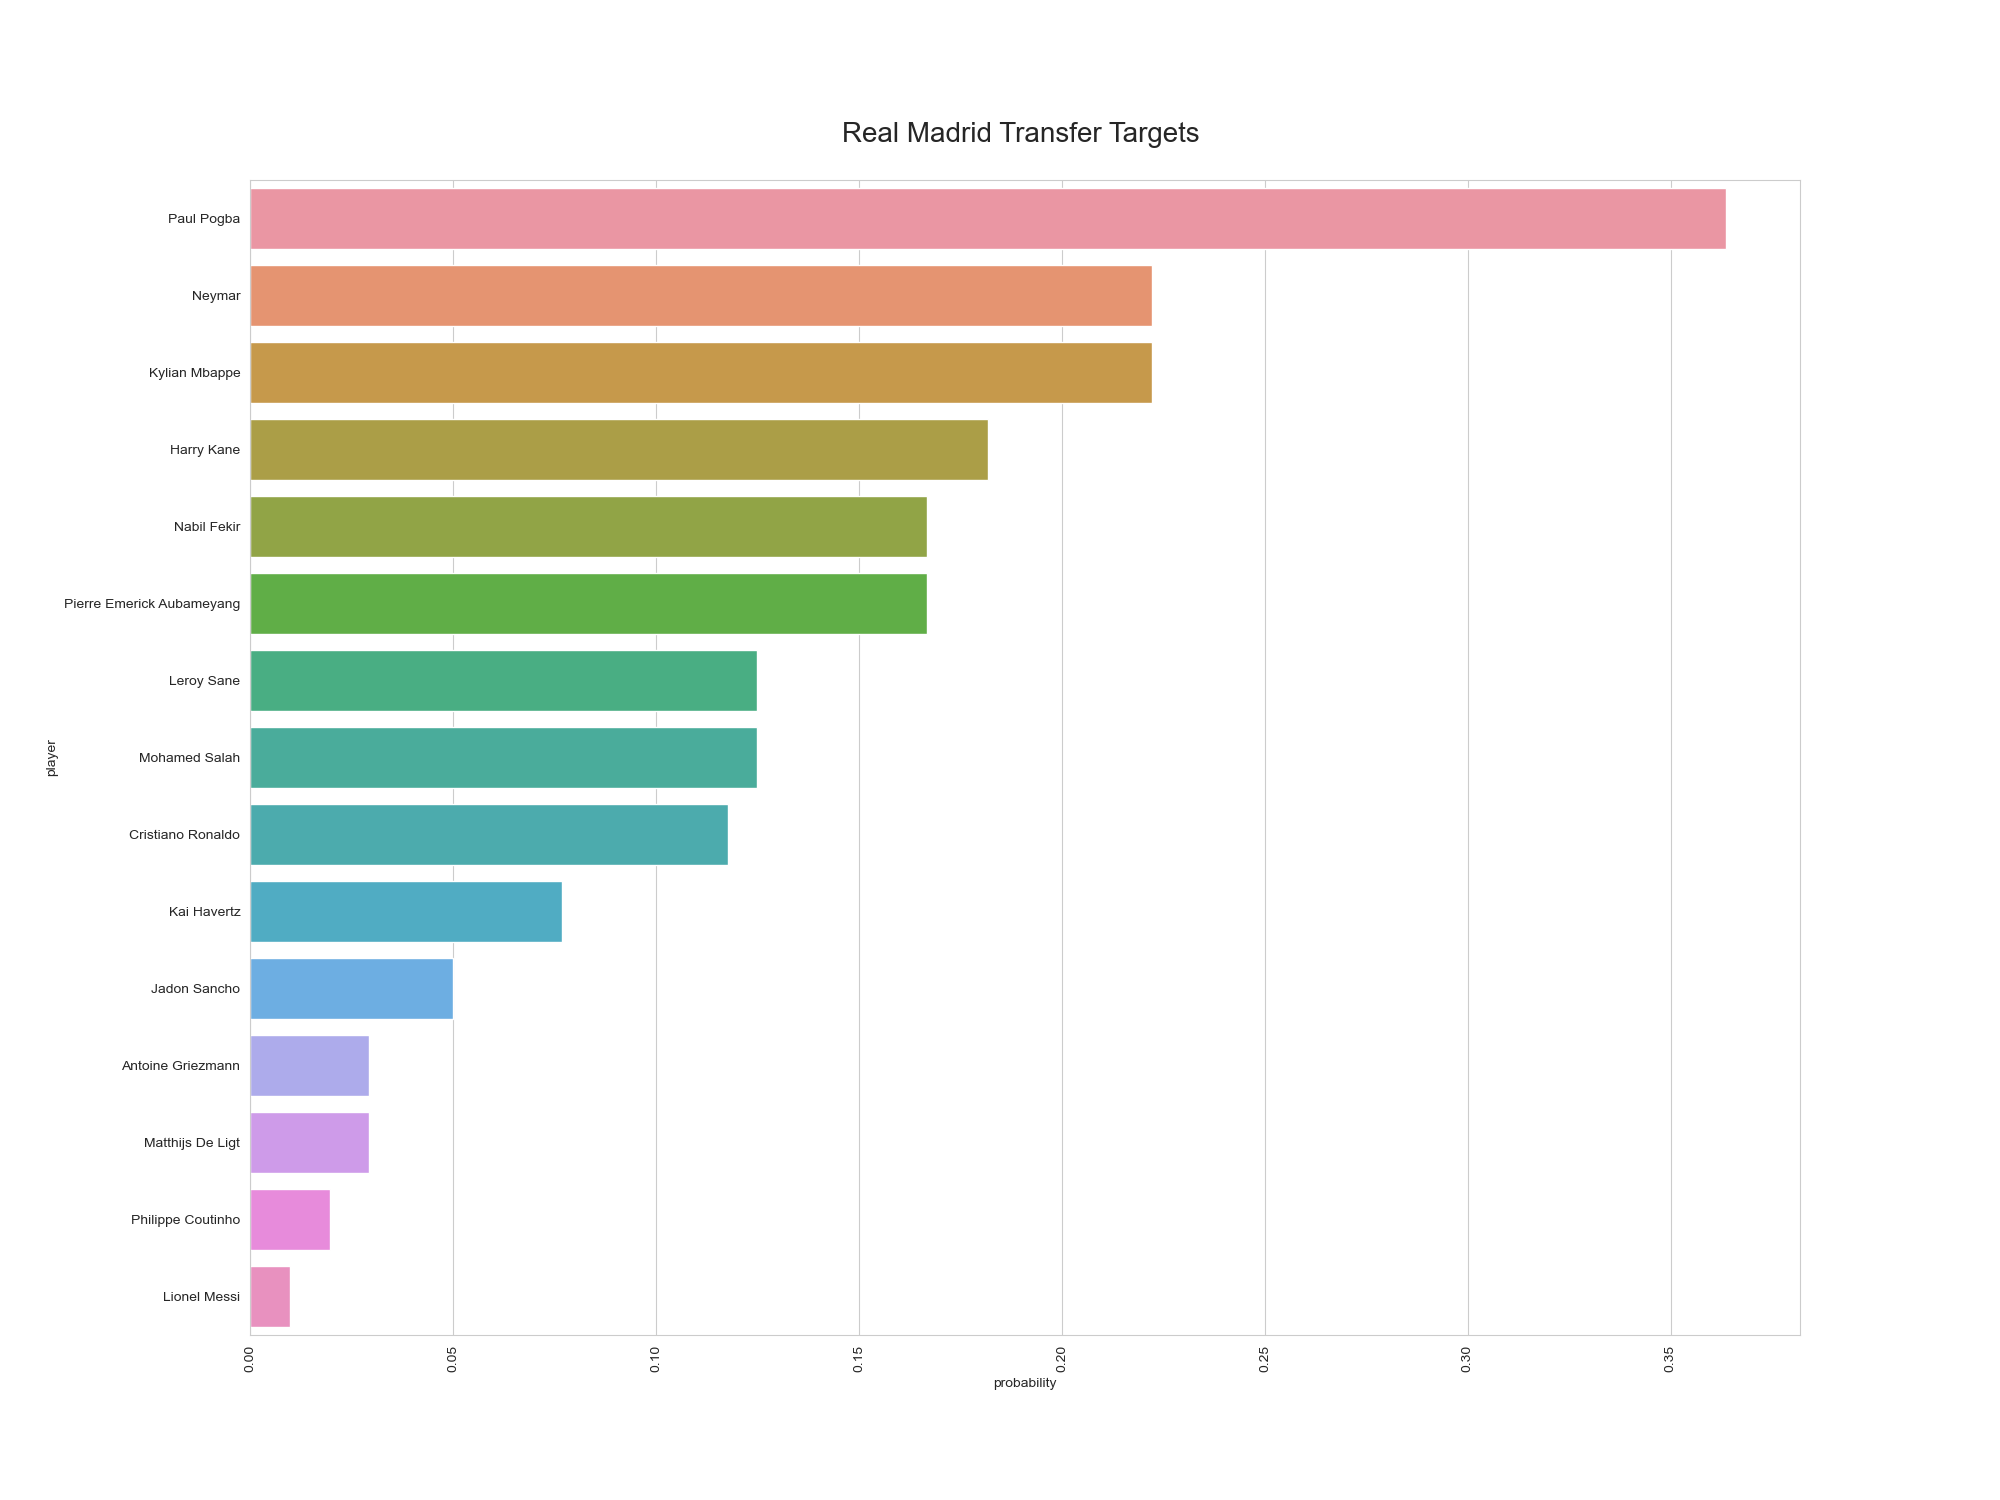 Real Madrid Transfer Targets
Paul Pogba
Neymar
Kylian Mbappe
Harry Kane
Nabil Fekir
Pierre Emerick Aubameyang
Leroy Sane
Mohamed Salah
Cristiano Ronaldo
Kai Havertz
Jadon Sancho
Antoine Griezmann
Matthijs De Ligt
Philippe Coutinho
Lionel Messi
player
0.00
0.05
0.10
0.15
0.20
0.25
0.30
0.35
probability